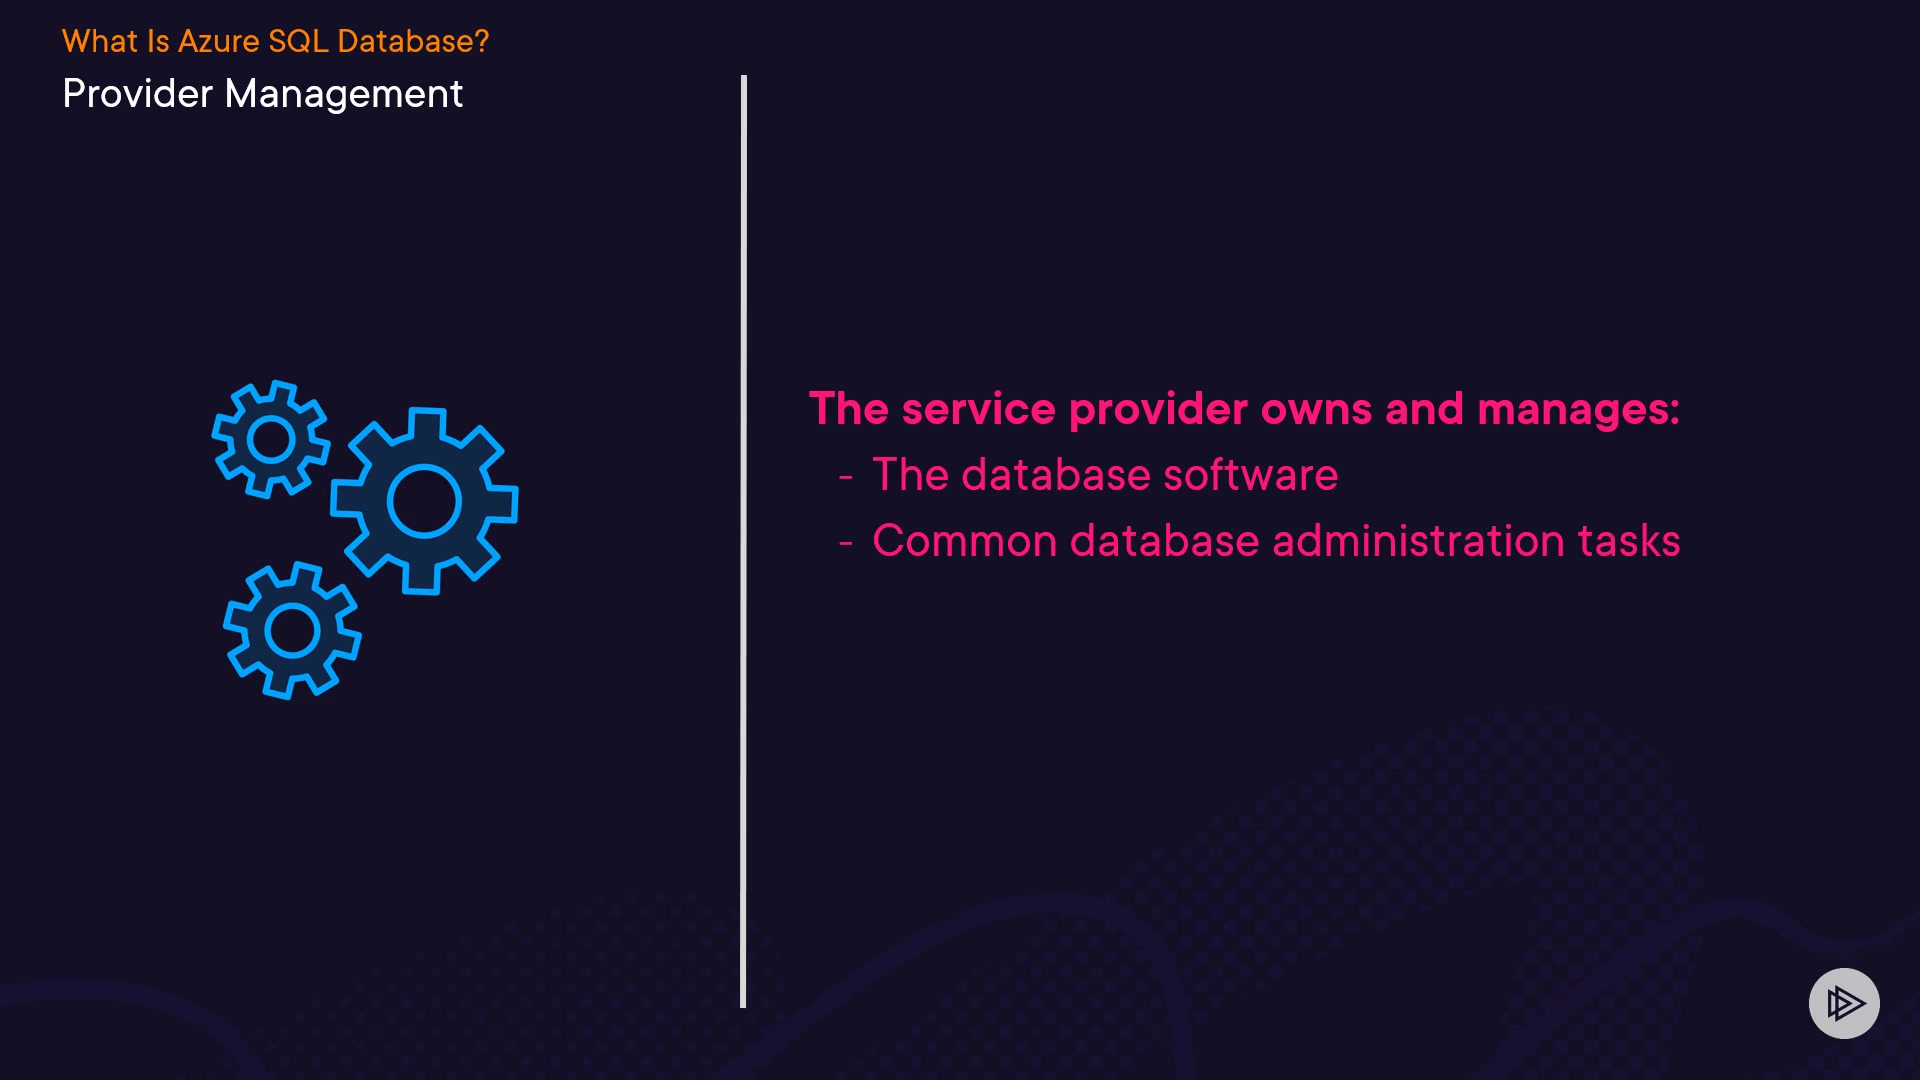 What Is Azure SQL Database?
Provider Management
The service provider owns and manages:
- The database software
- Common database administration tasks